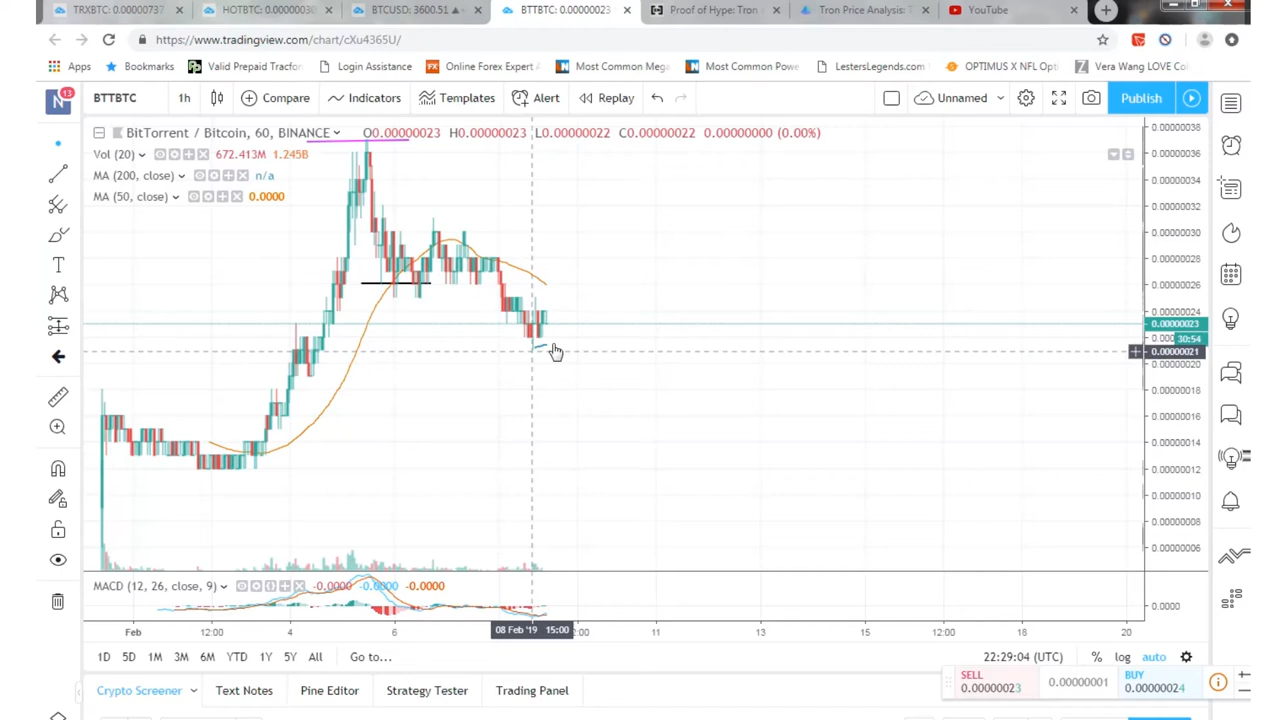 TRXBTC: 0.00000737
HOTBTC: 0.0000003
BTCUSD: 3600.51
BTTBTC: 0.00000023
Proof of Hype: Tron
Tron Price Analysis: T
YouTube
https://www.tradingview.com/chart/cXu4365U/
Apps Bookmarks Valid Prepaid Tracfon Login Assistance Online Forex Expert A Most Common Mega Most Common Powe LestersLegends.com OPTIMUS X NFL Opti Vera Wang LOVE Col
N 13 BTTBTC 1h Compare Indicators Templates Alert Replay Unnamed Publish
BitTorrent / Bitcoin, 60, BINANCE O0.00000023 H0.00000023 L0.00000022 C0.00000022 0.00000000 (0.00%)
Vol (20) 672.413M 1.245B
MA (200, close) n/a
MA (50, close) 0.0000
0.00000038
0.00000036
0.00000034
0.00000032
0.00000030
0.00000028
0.00000026
0.00000024
0.00000023
30:54
0.00000021
0.00000020
0.00000018
0.00000016
0.00000014
0.00000012
0.00000010
0.00000008
0.00000006
MACD (12, 26, close, 9) -0.0000 -0.0000 -0.0000
0.0000
Feb 12:00 4 6 08 Feb '19 15:00 2:00 11 13 15 12:00 18 20
1D 5D 1M 3M 6M YTD 1Y 5Y All Go to... 22:29:04 (UTC) % log auto
SELL
0.00000023
0.00000001
BUY
0.00000024
Crypto Screener Text Notes Pine Editor Strategy Tester Trading Panel